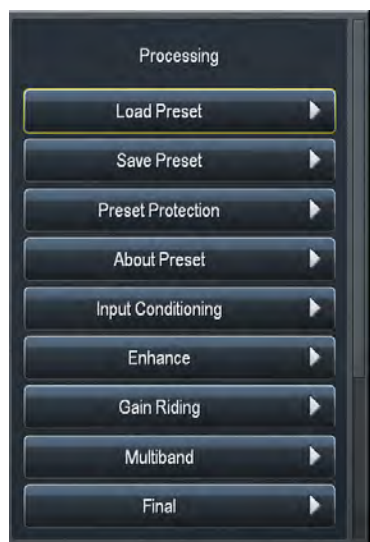 Processing
Load Preset
Save Preset
Preset Protection
About Preset
Input Conditioning
Enhance
Gain Riding
Multiband
Final